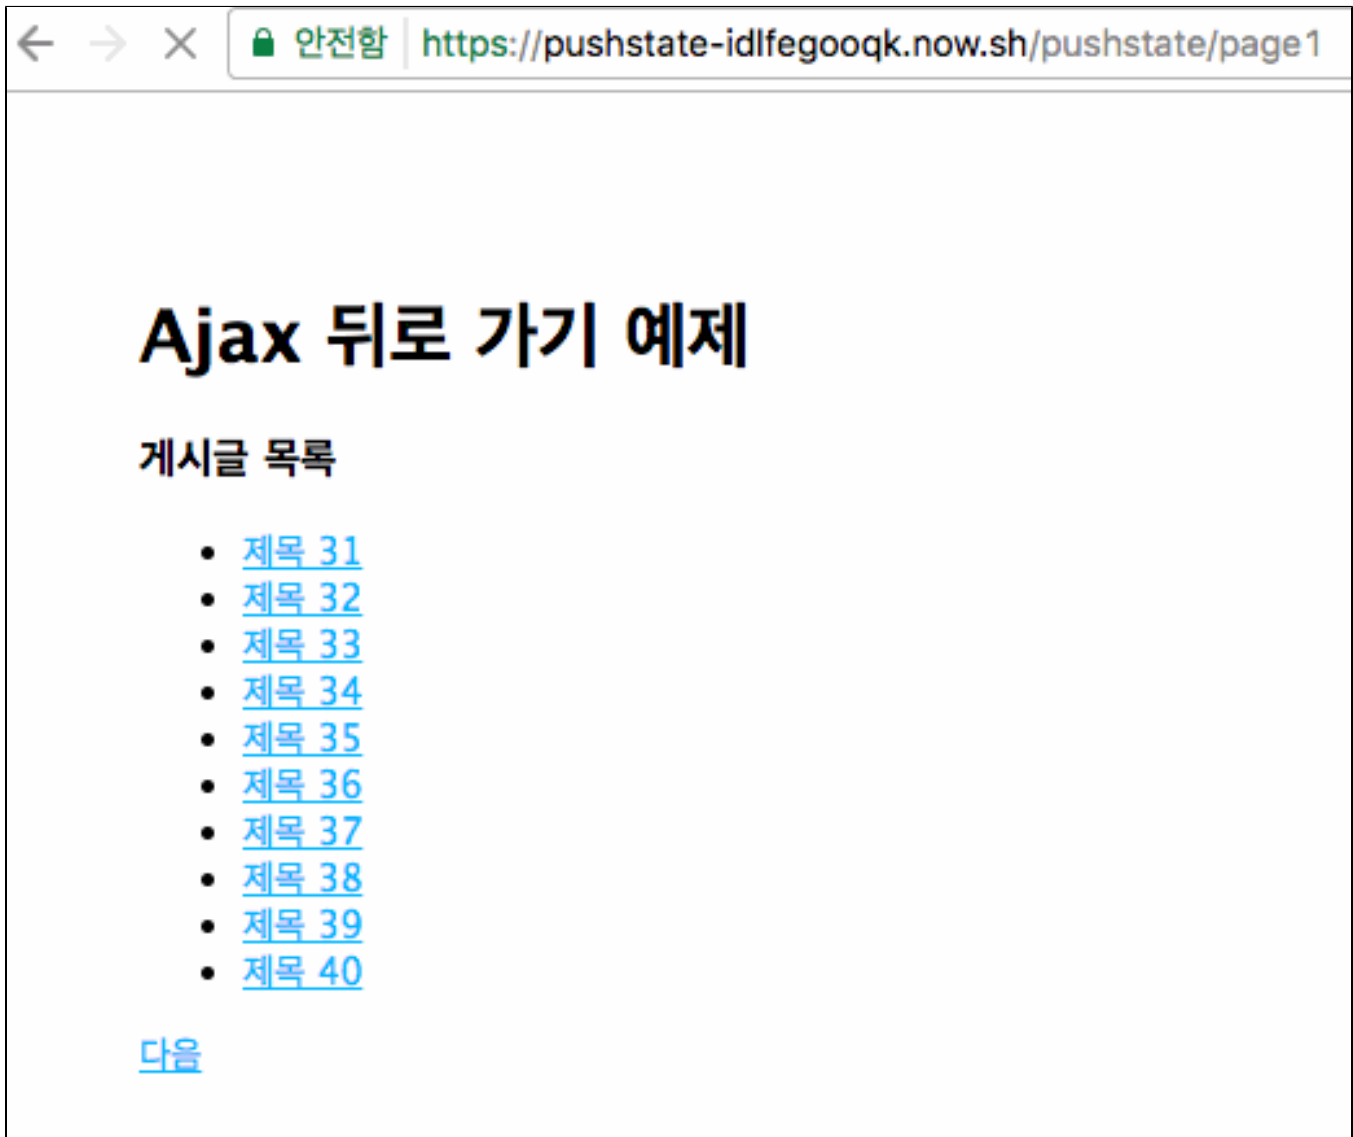 안전함 https://pushstate-idlfegooqk.now.sh/pushstate/page1
Ajax 뒤로 가기 예제
게시글 목록
제목 31
제목 32
제목 33
제목 34
제목 35
제목 36
제목 37
제목 38
제목 39
제목 40
다음